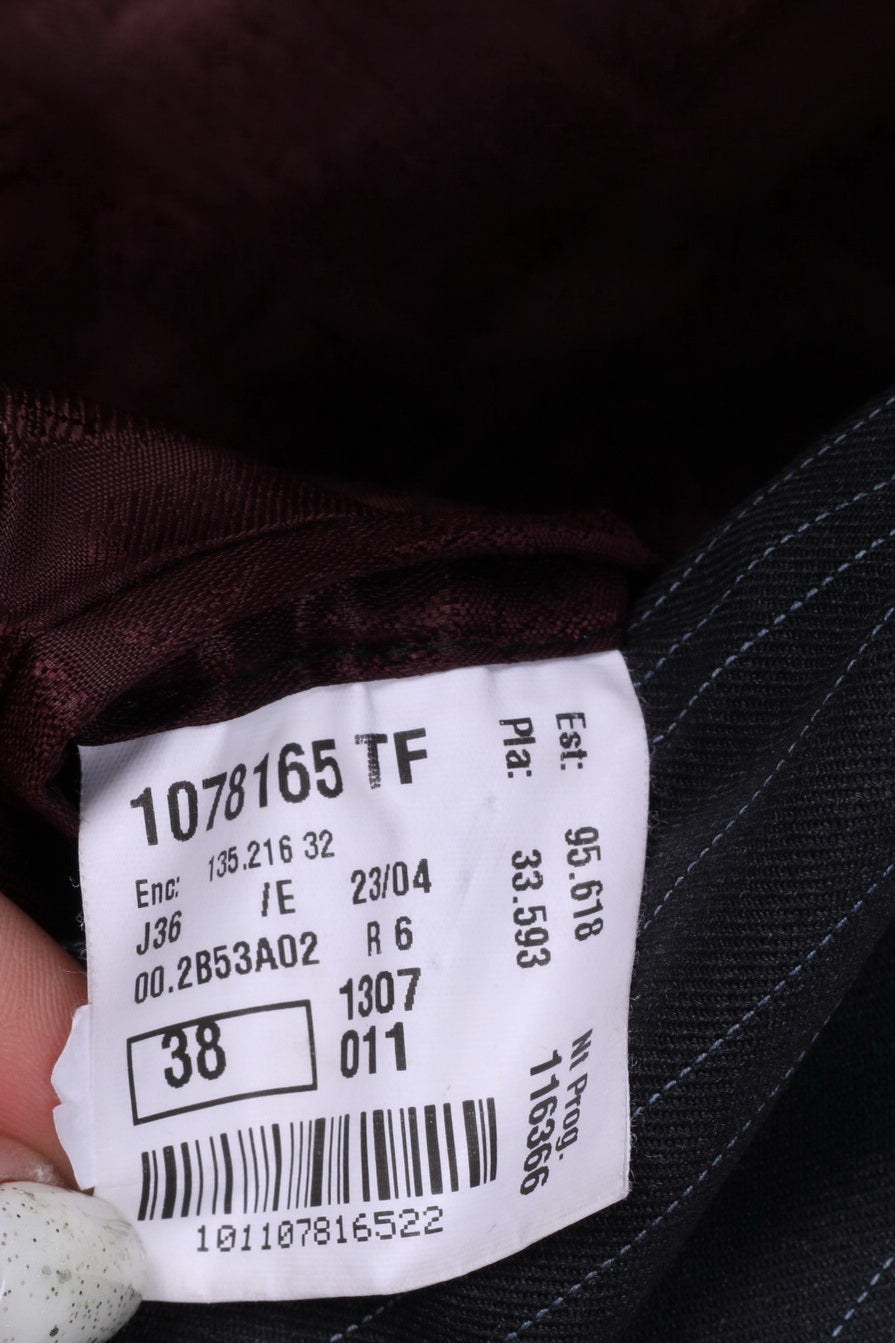 1078165 TF
Enc: 135.216 32
J36 /E 23/04
00.2B53A02 R 6
38 1307
011
101107816522
Est: 95.618
Pla: 33.593
Nt Prog.
116366